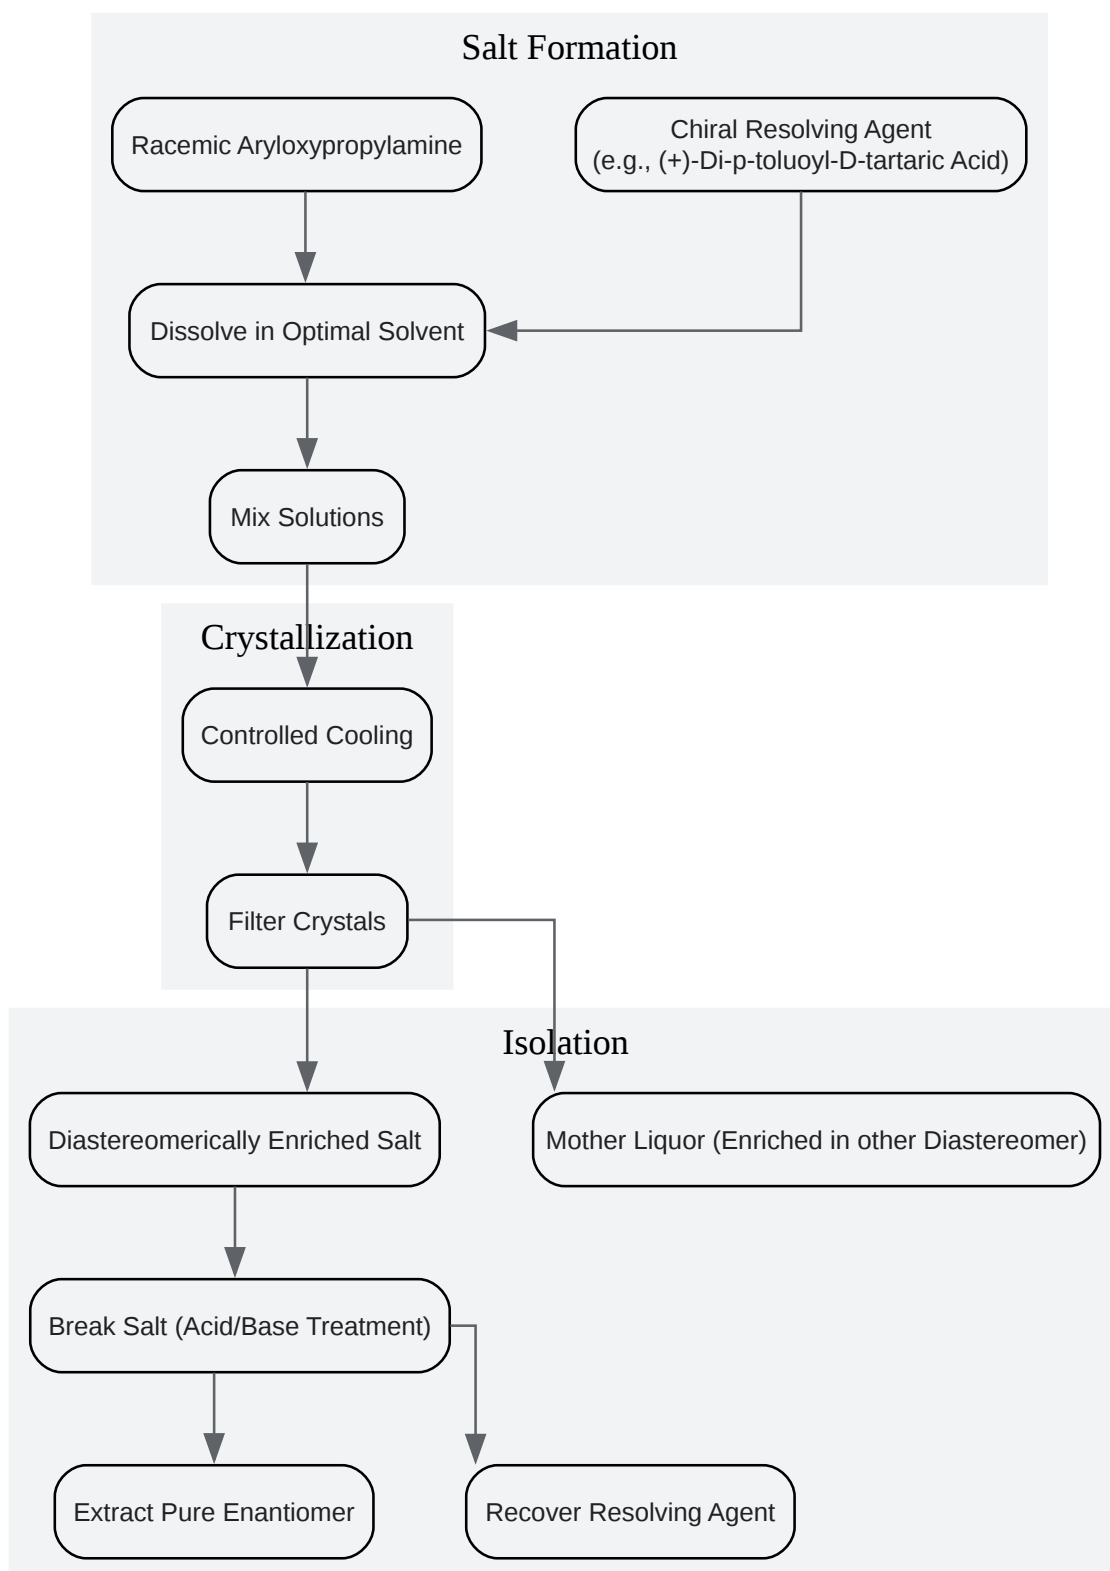 Salt Formation
Racemic Aryloxypropylamine
Chiral Resolving Agent
(e.g., (+)-Di-p-toluoyl-D-tartaric Acid)
Dissolve in Optimal Solvent
Mix Solutions
Crystallization
Controlled Cooling
Filter Crystals
Isolation
Diastereomerically Enriched Salt
Mother Liquor (Enriched in other Diastereomer)
Break Salt (Acid/Base Treatment)
Extract Pure Enantiomer
Recover Resolving Agent